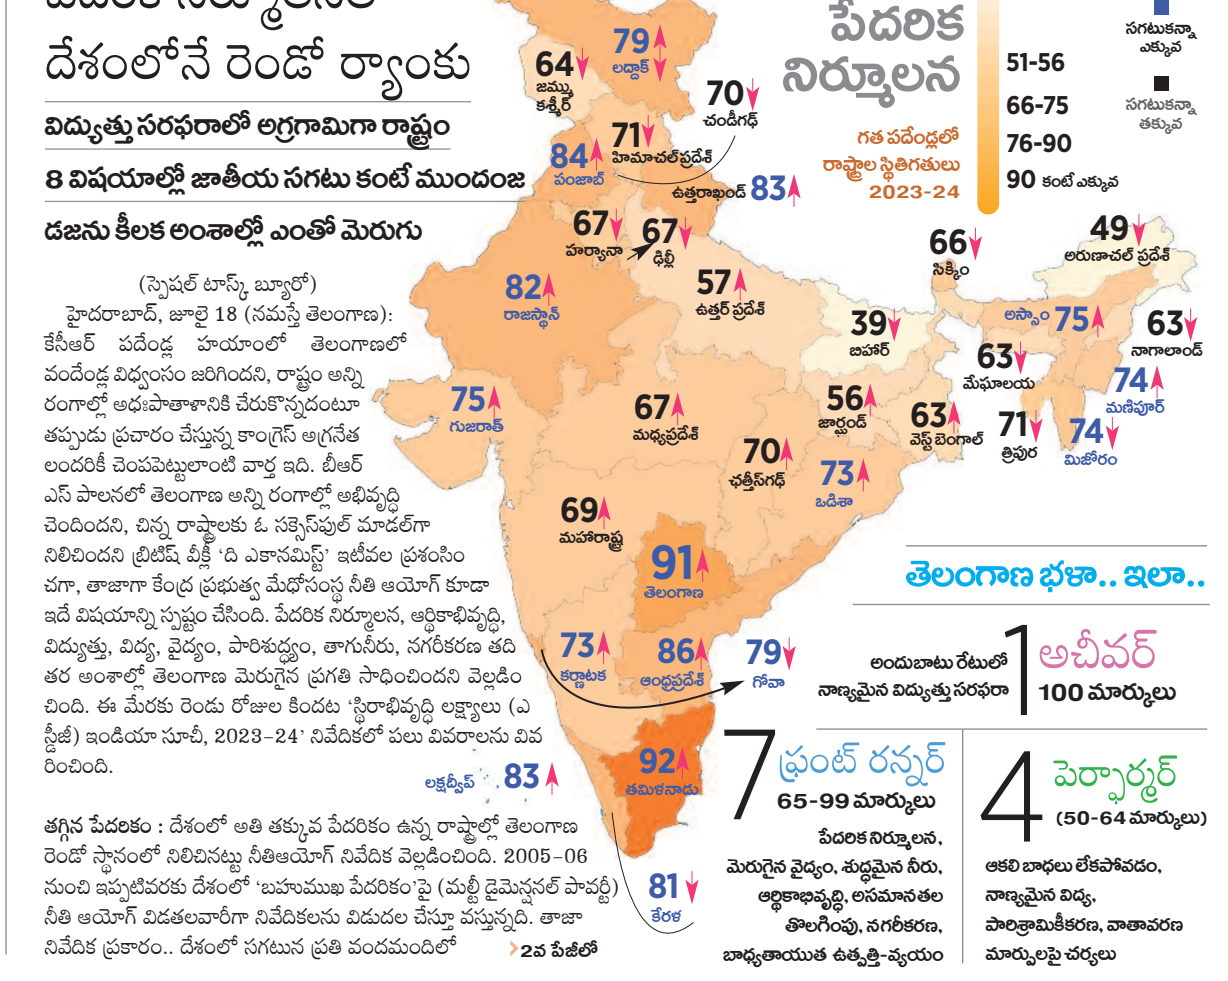 దేశంలోనే రెండో ర్యాంకు
విద్యుత్తు సరఫరాలో అగ్రగామిగా రాష్ట్రం
8 విషయాల్లో జాతీయ సగటు కంటే ముందంజ
డజను కీలక అంశాల్లో ఎంతో మెరుగు
(స్పెషల్ టాస్క్ బ్యూరో)
హైదరాబాద్, జూలై 18 (నమస్తే తెలంగాణ):
కేసీఆర్ పదేండ్ల హయాంలో తెలంగాణలో
వందేండ్ల విధ్వంసం జరిగిందని, రాష్ట్రం అన్ని
రంగాల్లో అధఃపాతాళానికి చేరుకొన్నదంటూ
తప్పుడు ప్రచారం చేస్తున్న కాంగ్రెస్ అగ్రనేత
లందరికీ చెంపపెట్టులాంటి వార్త ఇది. బీఆర్
ఎస్ పాలనలో తెలంగాణ అన్ని రంగాల్లో అభివృద్ధి
చెందిందని, చిన్న రాష్ట్రాలకు ఓ సక్సెస్‌ఫుల్ మాడల్‌గా
నిలిచిందని బ్రిటిష్ వీక్లీ ‘ది ఎకానమిస్ట్’ ఇటీవల ప్రశంసిం
చగా, తాజాగా కేంద్ర ప్రభుత్వ మేధోసంస్థ నీతి ఆయోగ్ కూడా
ఇదే విషయాన్ని స్పష్టం చేసింది. పేదరిక నిర్మూలన, ఆర్థికాభివృద్ధి,
విద్యుత్తు, విద్య, వైద్యం, పారిశుద్ధ్యం, తాగునీరు, నగరీకరణ తది
తర అంశాల్లో తెలంగాణ మెరుగైన ప్రగతి సాధించిందని వెల్లడిం
చింది. ఈ మేరకు రెండు రోజుల కిందట ‘స్థిరాభివృద్ధి లక్ష్యాలు (ఎ
స్డీజీ) ఇండియా సూచీ, 2023-24’ నివేదికలో పలు వివరాలను వివ
రించింది.
తగ్గిన పేదరికం : దేశంలో అతి తక్కువ పేదరికం ఉన్న రాష్ట్రాల్లో తెలంగాణ
రెండో స్థానంలో నిలిచినట్టు నీతిఆయోగ్ నివేదిక వెల్లడించింది. 2005-06
నుంచి ఇప్పటివరకు దేశంలో ‘బహుముఖ పేదరికం’పై (మల్టీ డైమెన్షనల్ పావర్టీ)
నీతి ఆయోగ్ విడతలవారీగా నివేదికలను విడుదల చేస్తూ వస్తున్నది. తాజా
నివేదిక ప్రకారం.. దేశంలో సగటున ప్రతి వందమందిలో
2వ పేజీలో
పేదరిక
నిర్మూలన
గత పదేండ్లలో
రాష్ట్రాల స్థితిగతులు
2023-24
51-56
66-75
76-90
90 కంటే ఎక్కువ
సగటుకన్నా
ఎక్కువ
సగటుకన్నా
తక్కువ
79
లద్దాక్
64
జమ్ము
కశ్మీర్
70
చండీగఢ్
71
హిమాచల్‌ప్రదేశ్
84
పంజాబ్
ఉత్తరాఖండ్ 83
67
హర్యానా
67
ఢిల్లీ
66
సిక్కిం
49
అరుణాచల్ ప్రదేశ్
82
రాజస్థాన్
57
ఉత్తర్ ప్రదేశ్
39
బిహార్
అస్సాం 75
63
నాగాలాండ్
63
మేఘాలయ
74
మణిపూర్
75
గుజరాత్
67
మధ్యప్రదేశ్
56
జార్ఖండ్
63
వెస్ట్ బెంగాల్
71
త్రిపుర
74
మిజోరం
70
ఛత్తీస్‌గఢ్
73
ఒడిశా
69
మహారాష్ట్ర
91
తెలంగాణ
73
కర్ణాటక
86
ఆంధ్రప్రదేశ్
79
గోవా
లక్షద్వీప్ 83
92
తమిళనాడు
81
కేరళ
తెలంగాణ భళా.. ఇలా..
అందుబాటు రేటులో
నాణ్యమైన విద్యుత్తు సరఫరా
1
అచీవర్
100 మార్కులు
7
ఫ్రంట్ రన్నర్
65-99 మార్కులు
పేదరిక నిర్మూలన,
మెరుగైన వైద్యం, శుద్ధమైన నీరు,
ఆర్థికాభివృద్ధి, అసమానతల
తొలగింపు, నగరీకరణ,
బాధ్యతాయుత ఉత్పత్తి-వ్యయం
4
పెర్ఫార్మర్
(50-64 మార్కులు)
ఆకలి బాధలు లేకపోవడం,
నాణ్యమైన విద్య,
పారిశ్రామికీకరణ, వాతావరణ
మార్పులపై చర్యలు